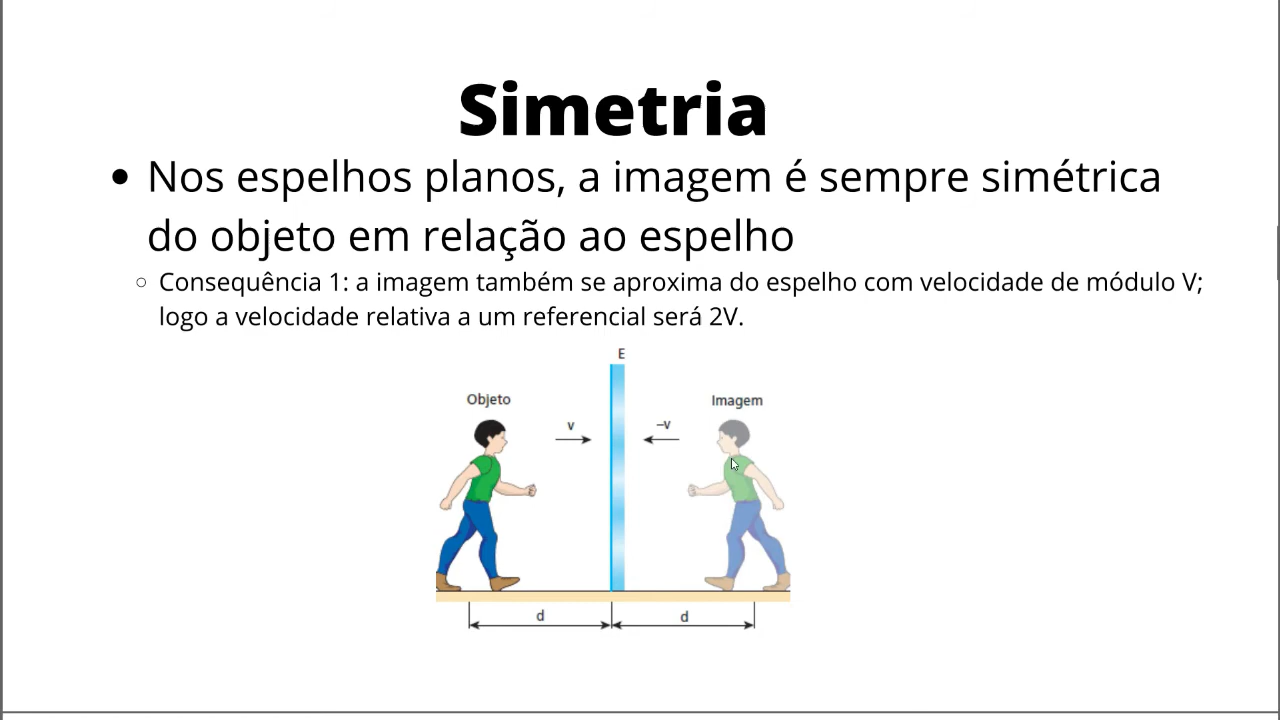 Simetria
• Nos espelhos planos, a imagem é sempre simétrica
do objeto em relação ao espelho
○ Consequência 1: a imagem também se aproxima do espelho com velocidade de módulo V;
logo a velocidade relativa a um referencial será 2V.
E
Objeto
Imagem
v
–v
d
d